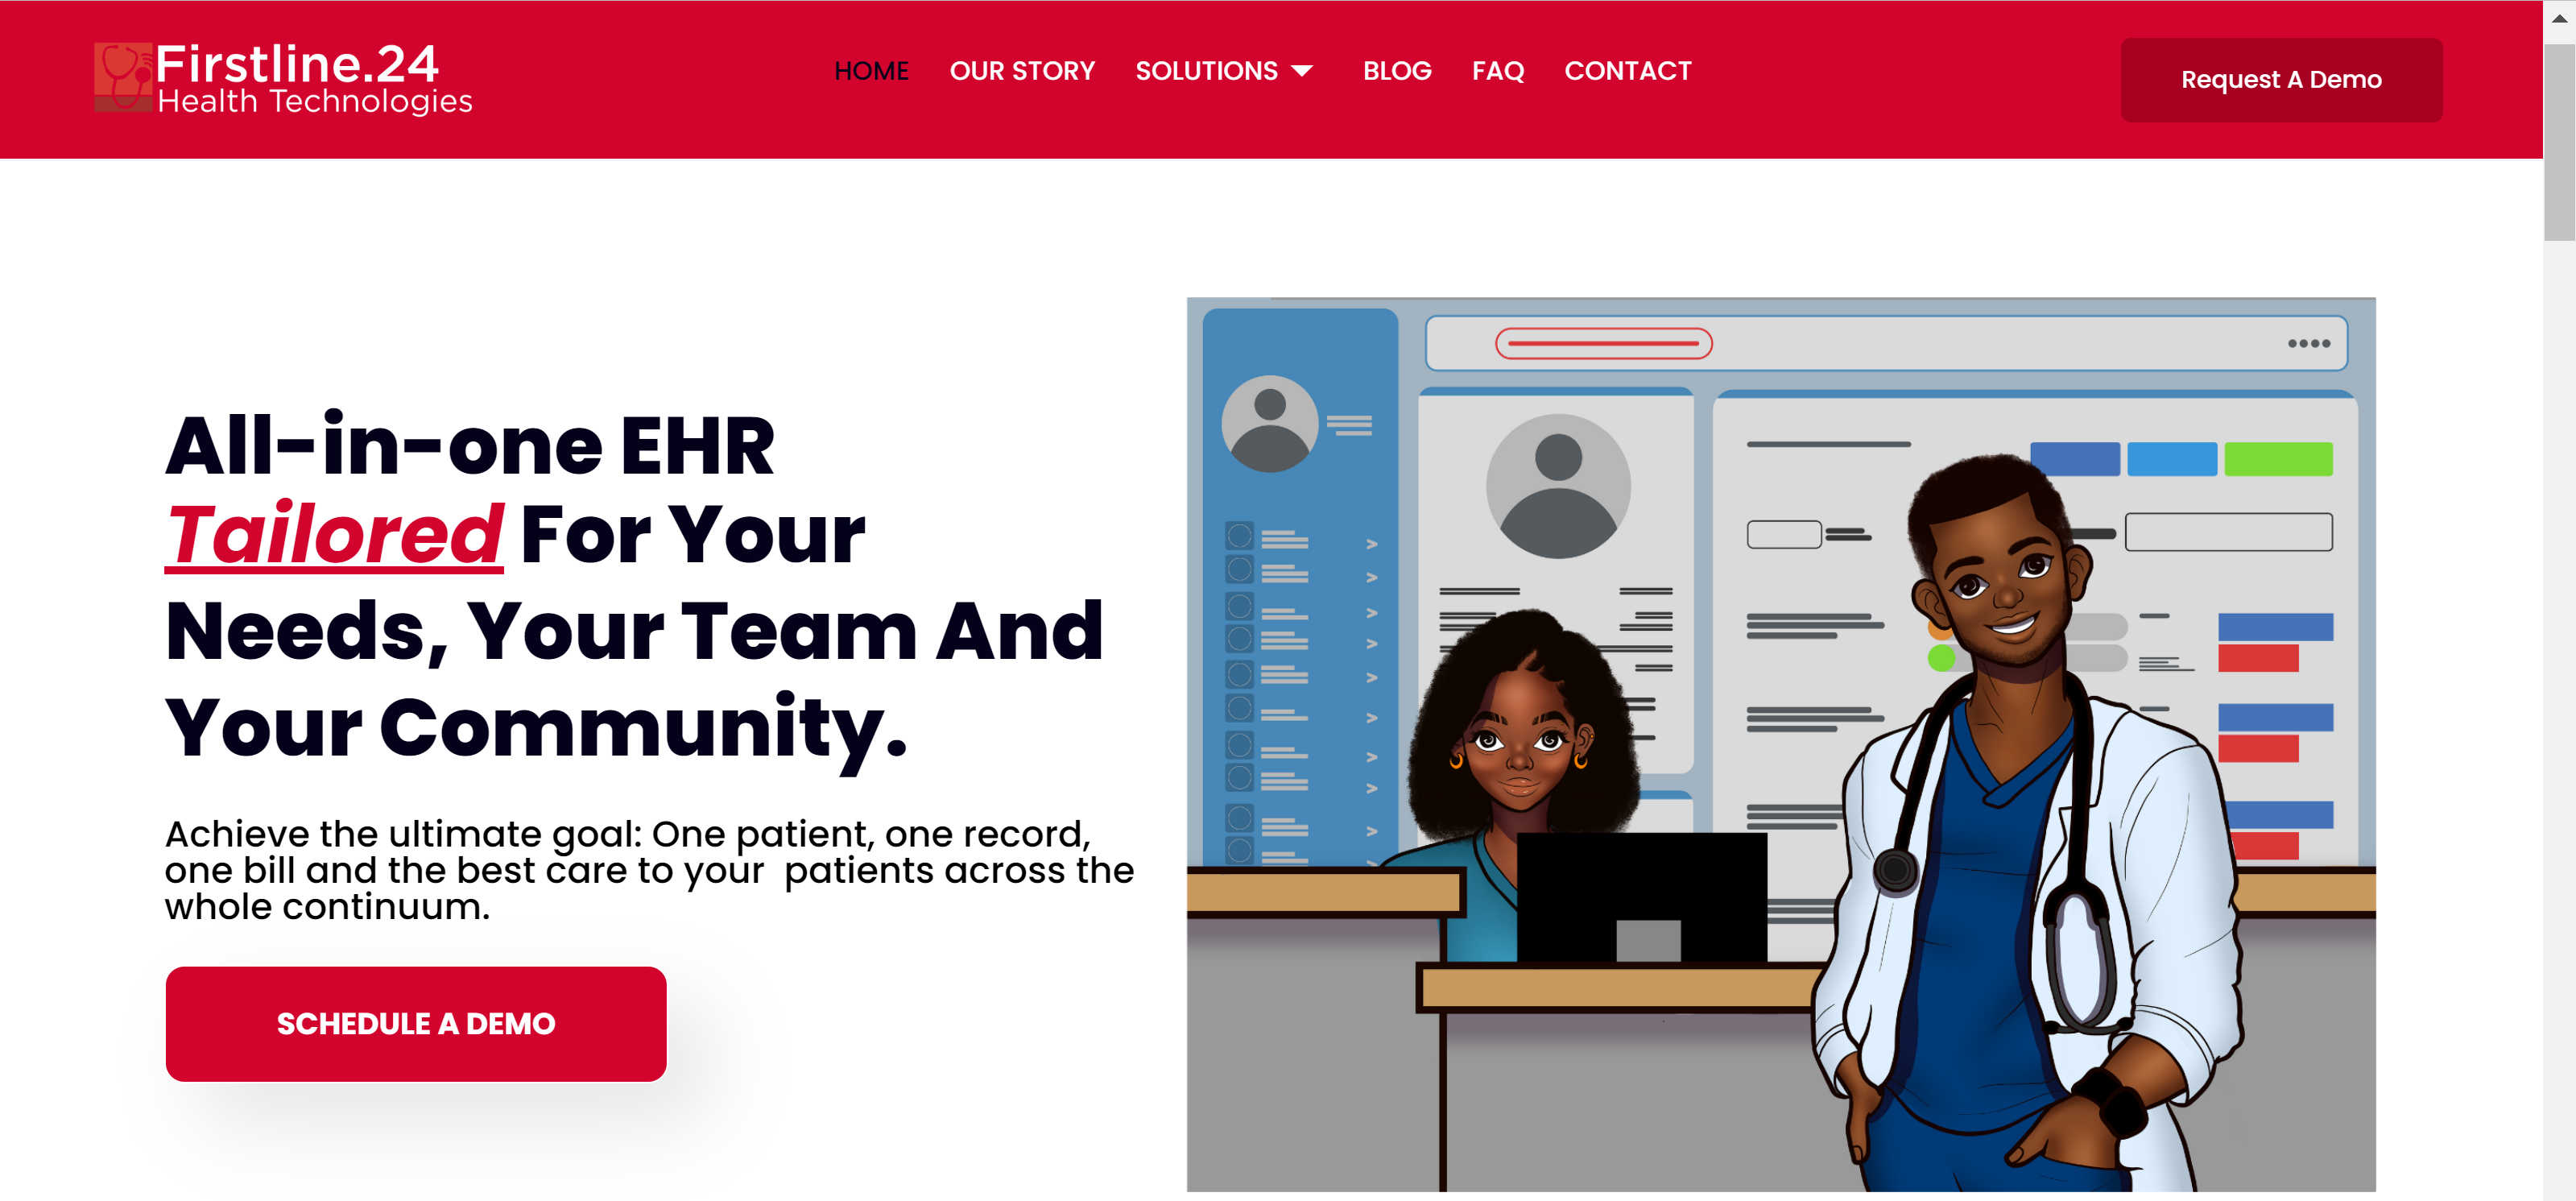 Firstline.24
Health Technologies
HOME OUR STORY SOLUTIONS BLOG FAQ CONTACT
Request A Demo
All-in-one EHR
Tailored For Your
Needs, Your Team And
Your Community.
Achieve the ultimate goal: One patient, one record,
one bill and the best care to your  patients across the
whole continuum.
SCHEDULE A DEMO